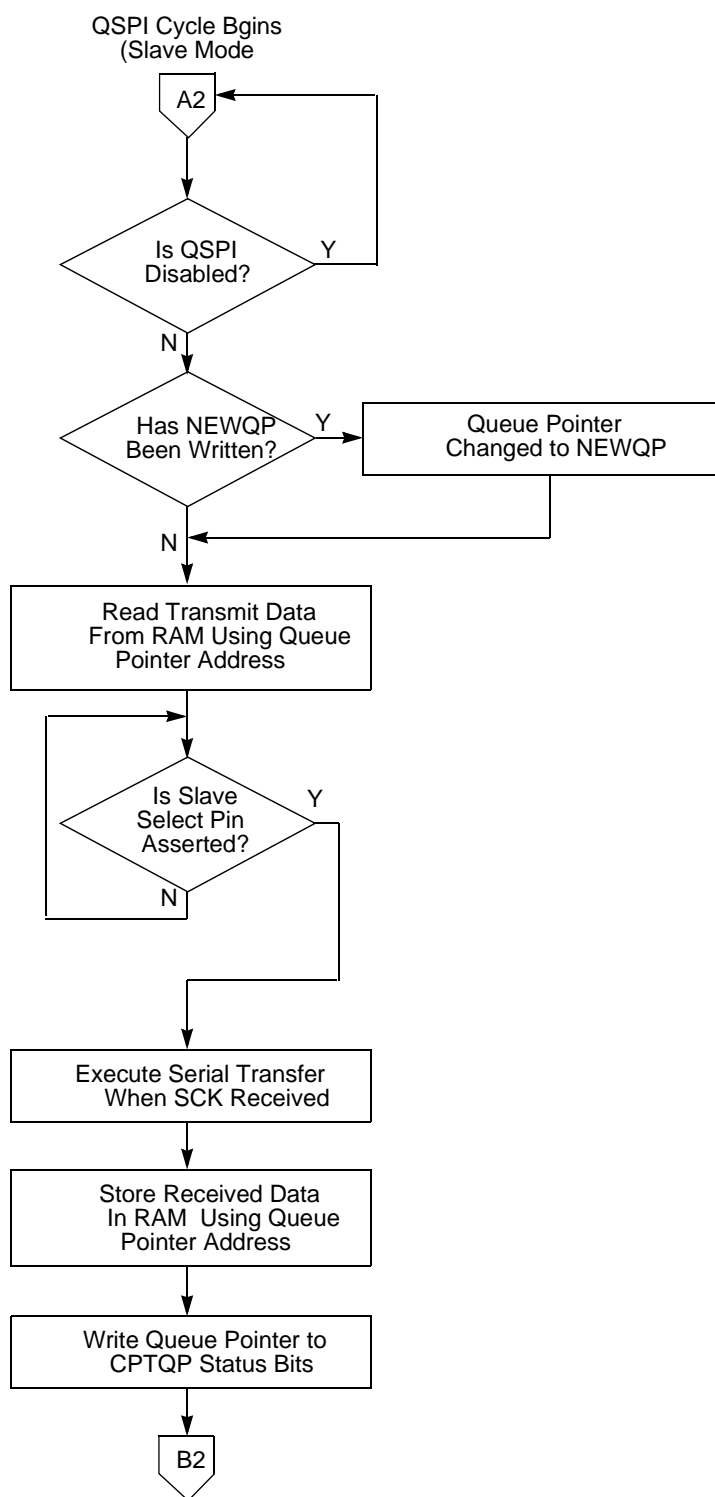 QSPI Cycle Bgins
(Slave Mode
A2
Is QSPI
Disabled?
Y
N
Has NEWQP
Been Written?
Y
Queue Pointer
Changed to NEWQP
N
Read Transmit Data
From RAM Using Queue
Pointer Address
Is Slave
Select Pin
Asserted?
Y
N
Execute Serial Transfer
When SCK Received
Store Received Data
In RAM Using Queue
Pointer Address
Write Queue Pointer to
CPTQP Status Bits
B2